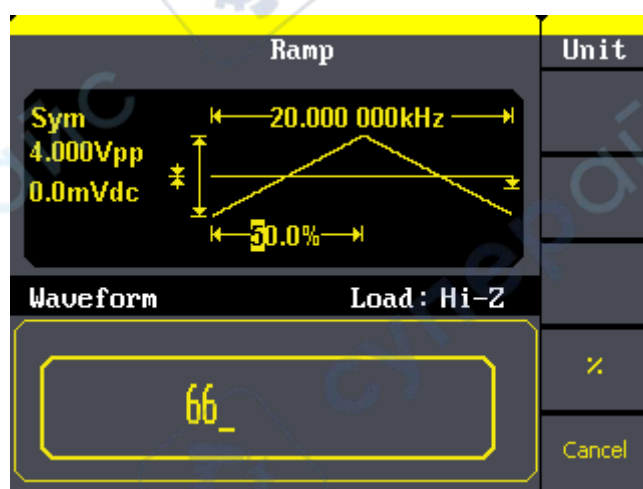 Ramp
Unit
Sym
20.000 000kHz
4.000Vpp
0.0mVdc
50.0%
Waveform
Load: Hi-Z
%
66_
Cancel